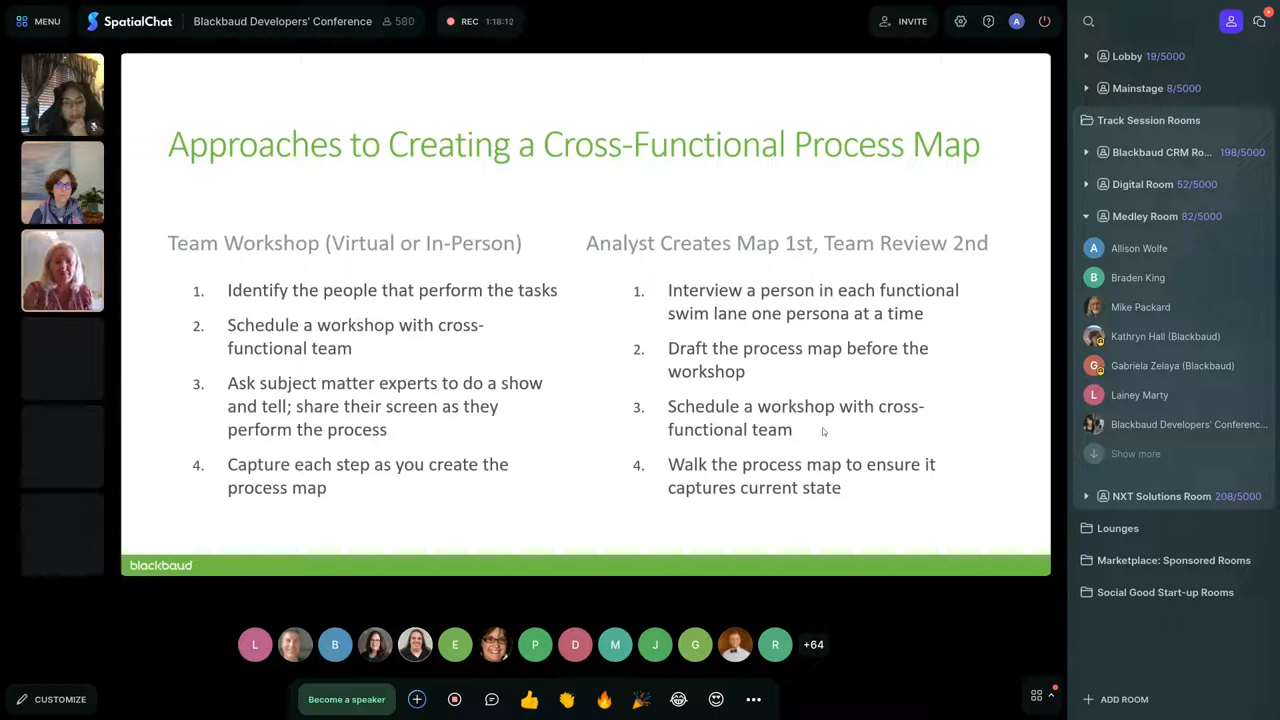 MENU
SpatialChat
Blackbaud Developers' Conference
580
REC
1:18:12
INVITE
A
Approaches to Creating a Cross-Functional Process Map
Team Workshop (Virtual or In-Person)
1. Identify the people that perform the tasks
2. Schedule a workshop with cross-
functional team
3. Ask subject matter experts to do a show
and tell; share their screen as they
perform the process
4. Capture each step as you create the
process map
Analyst Creates Map 1st, Team Review 2nd
1. Interview a person in each functional
swim lane one persona at a time
2. Draft the process map before the
workshop
3. Schedule a workshop with cross-
functional team
4. Walk the process map to ensure it
captures current state
blackbaud
L
B
E
P
D
M
J
G
R
+64
CUSTOMIZE
Become a speaker
Lobby 19/5000
Mainstage 8/5000
Track Session Rooms
Blackbaud CRM Ro... 198/5000
Digital Room 52/5000
Medley Room 82/5000
A Allison Wolfe
B Braden King
Mike Packard
Kathryn Hall (Blackbaud)
G Gabriela Zelaya (Blackbaud)
L Lainey Marty
Blackbaud Developers' Conferenc...
Show more
NXT Solutions Room 208/5000
Lounges
Marketplace: Sponsored Rooms
Social Good Start-up Rooms
ADD ROOM